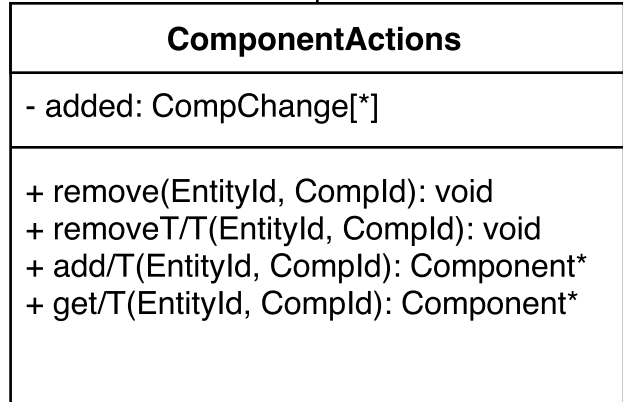 ComponentActions
- added: CompChange[*]
+ remove(EntityId, CompId): void
+ removeT/T(EntityId, CompId): void
+ add/T(EntityId, CompId): Component*
+ get/T(EntityId, CompId): Component*